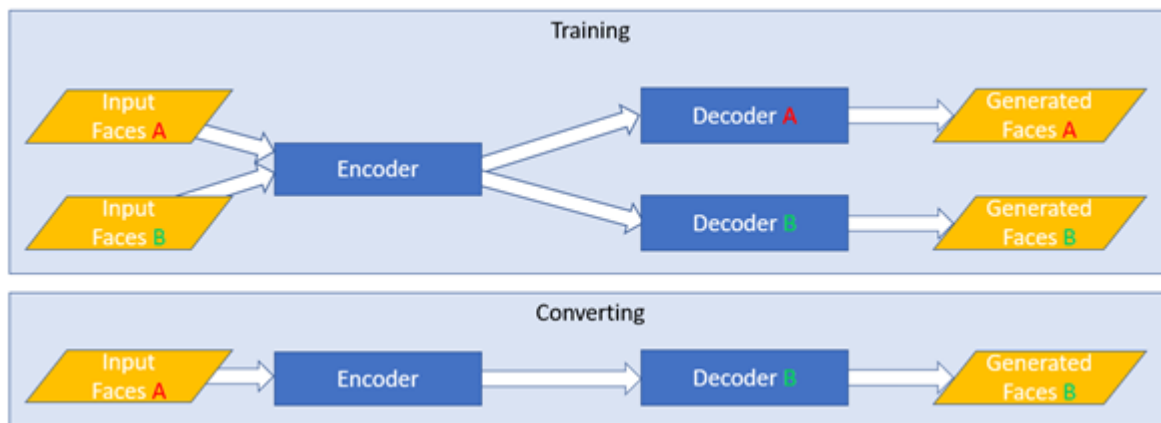 Training
Input
Faces A
Decoder A
Generated
Faces A
Encoder
Input
Faces B
Decoder B
Generated
Faces B
Converting
Input
Faces A
Encoder
Decoder B
Generated
Faces B